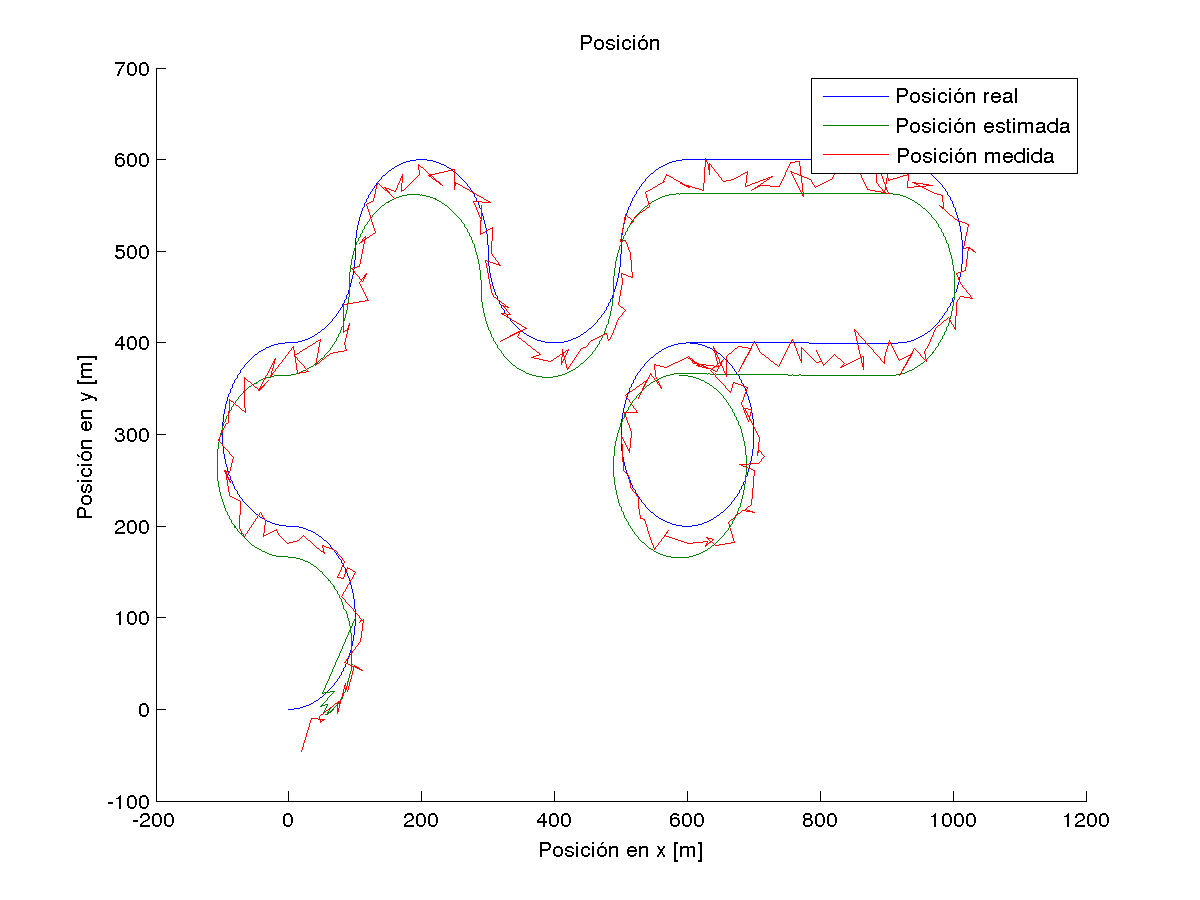 Posición
700
600
500
400
300
200
100
0
-100
-200
0
200
400
600
800
1000
1200
Posición en y [m]
Posición en x [m]
Posición real
Posición estimada
Posición medida